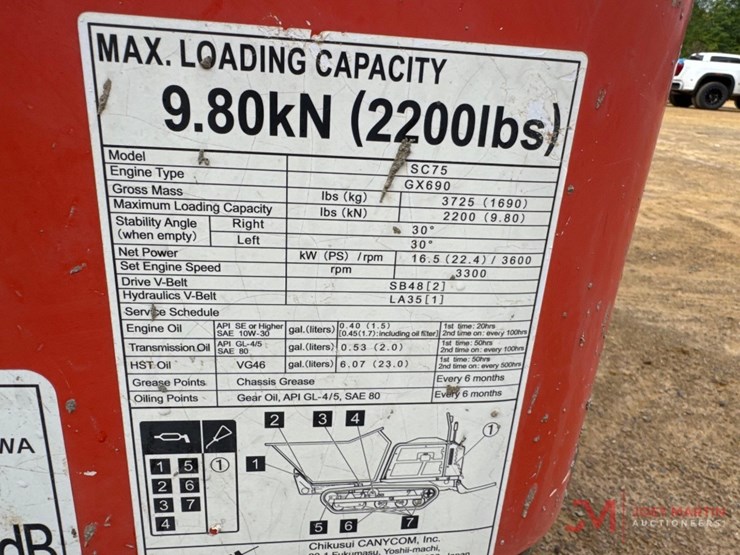 MAX. LOADING CAPACITY
9.80kN (2200lbs)
Model SC75
Engine Type GX690
Gross Mass lbs (kg) 3725 (1690)
Maximum Loading Capacity lbs (kN) 2200 (9.80)
Stability Angle (when empty) Right 30°
Left 30°
Net Power kW (PS) /rpm 16.5 (22.4) / 3600
Set Engine Speed rpm 3300
Drive V-Belt SB48[2]
Hydraulics V-Belt LA35[1]
Service Schedule
Engine Oil API SE or Higher SAE 10W-30 gal.(liters) 0.40 (1.5) [0.45(1.7):including oil filter] 1st time: 20hrs 2nd time on: every 100hrs
Transmission Oil API GL-4/5 SAE 80 gal.(liters) 0.53 (2.0) 1st time: 50hrs 2nd time on: every 100hrs
HST Oil VG46 gal.(liters) 6.07 (23.0) 1st time: 50hrs 2nd time on: every 500hrs
Grease Points Chassis Grease Every 6 months
Oiling Points Gear Oil, API GL-4/5, SAE 80 Every 6 months
2 3 4 1
1 5 1 1
2 6
3 7
4
5 6 7
Chikusui CANYCOM, Inc.
Fukumasu, Yoshii-machi,
WA
dB
JEFF MARTIN
AUCTIONEERS